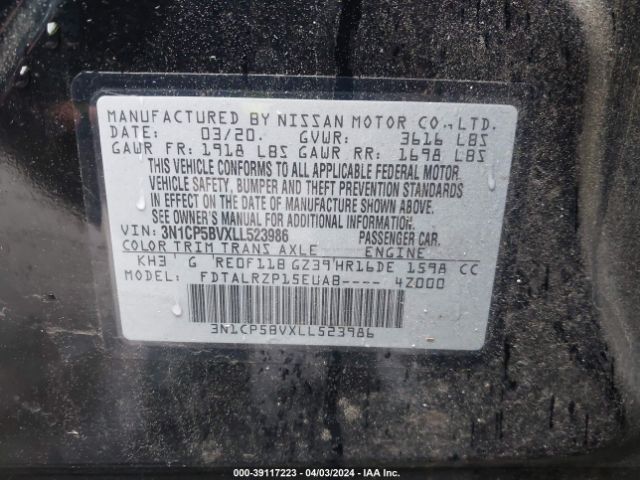 MANUFACTURED BY NISSAN MOTOR CO., LTD.
DATE: 03/20. GVWR: 3616 LBS
GAWR FR: 1918 LBS GAWR RR: 1698 LBS
THIS VEHICLE CONFORMS TO ALL APPLICABLE FEDERAL MOTOR
VEHICLE SAFETY, BUMPER AND THEFT PREVENTION STANDARDS
IN EFFECT ON THE DATE OF MANUFACTURE SHOWN ABOVE.
SEE OWNER'S MANUAL FOR ADDITIONAL INFORMATION.
VIN: 3N1CP5BVXLL523986 PASSENGER CAR.
COLOR TRIM TRANS AXLE ENGINE
KH3 G RE0F11B GZ39 HR16DE 1598 CC
MODEL: FDTALRZP15EUAB---- 4Z000
3N1CP5BVXLL523986
000-39117223 - 04/03/2024 - IAA Inc.